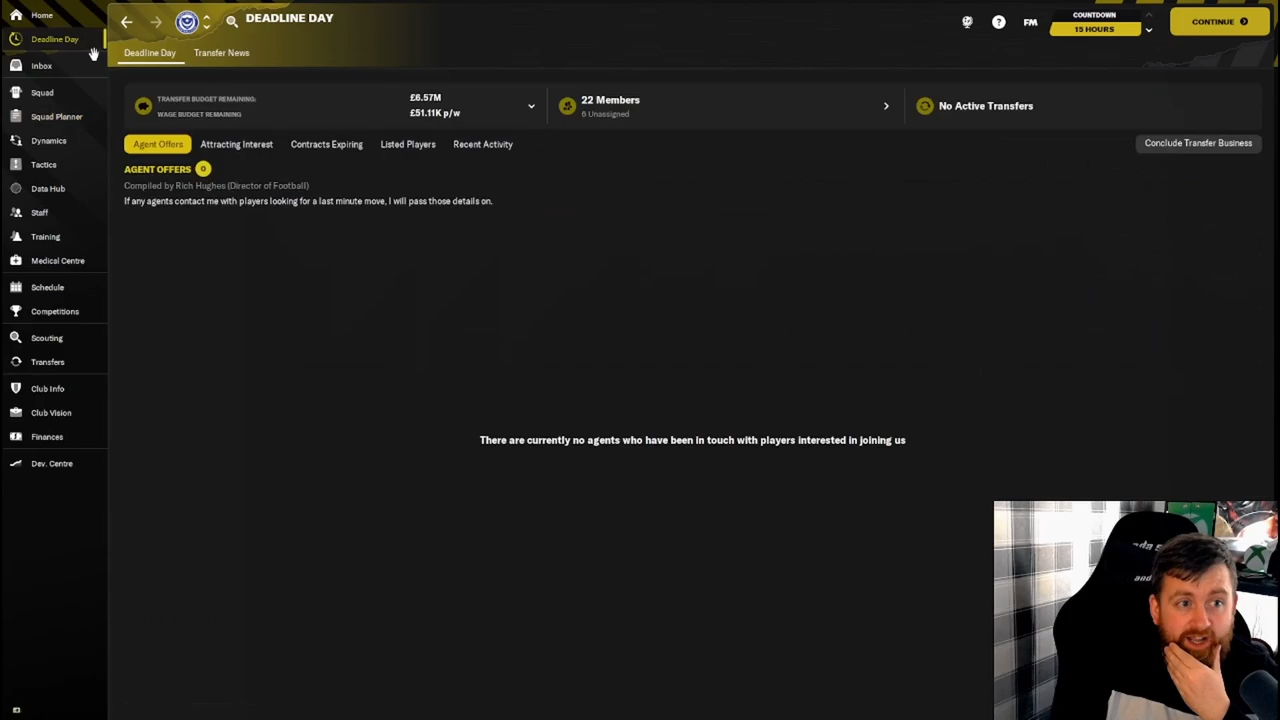 Home
Deadline Day
Inbox
Squad
Squad Planner
Dynamics
Tactics
Data Hub
Staff
Training
Medical Centre
Schedule
Competitions
Scouting
Transfers
Club Info
Club Vision
Finances
Dev. Centre
DEADLINE DAY
FM
COUNTDOWN
15 HOURS
CONTINUE
Deadline Day
Transfer News
TRANSFER BUDGET REMAINING: £6.57M
WAGE BUDGET REMAINING £51.11K p/w
22 Members
6 Unassigned
No Active Transfers
Agent Offers
Attracting Interest
Contracts Expiring
Listed Players
Recent Activity
Conclude Transfer Business
AGENT OFFERS 0
Compiled by Rich Hughes (Director of Football)
If any agents contact me with players looking for a last minute move, I will pass those details on.
There are currently no agents who have been in touch with players interested in joining us